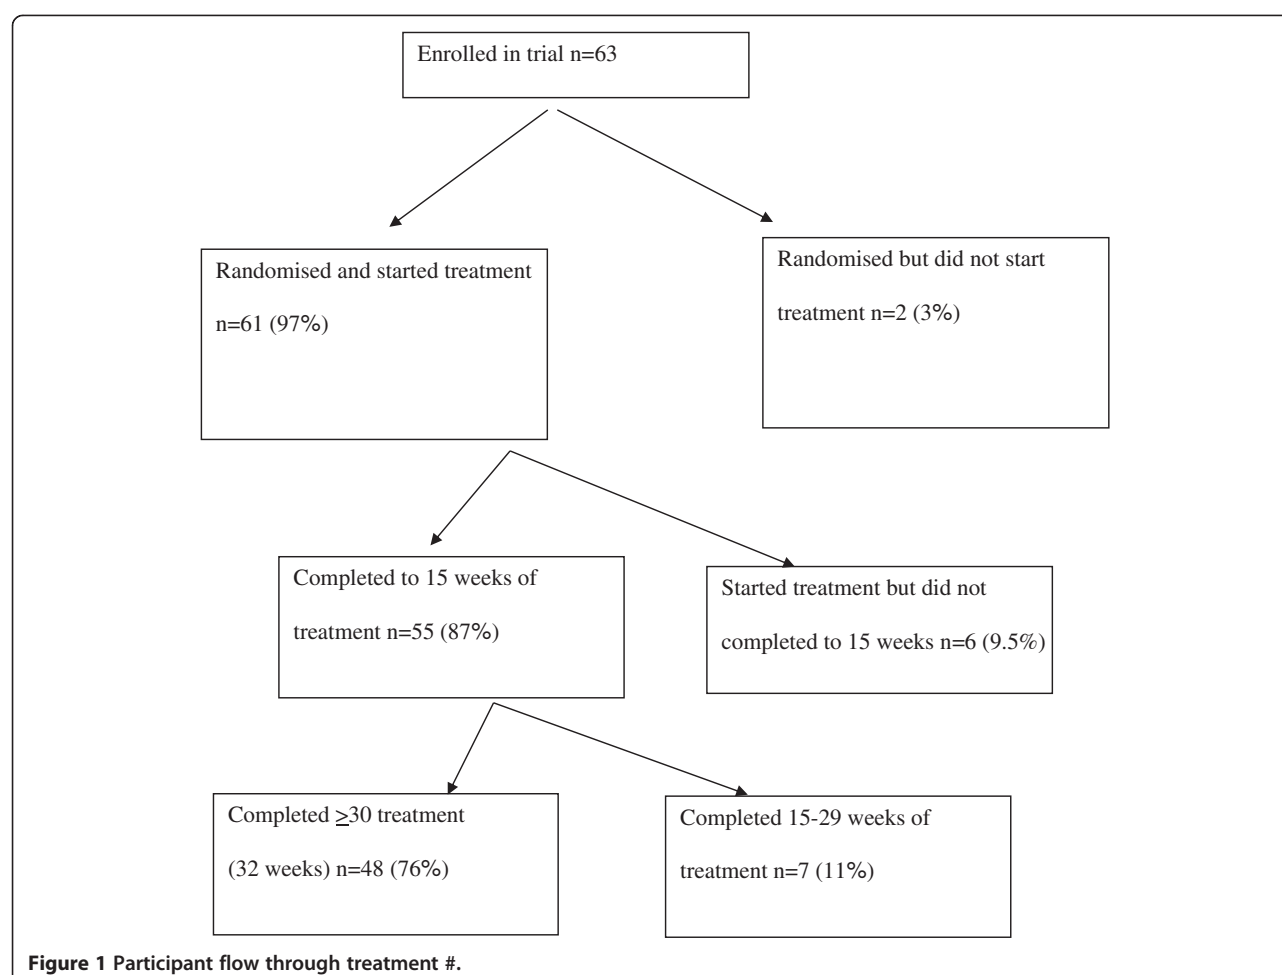 Enrolled in trial n=63
Randomised and started treatment
n=61 (97%)
Randomised but did not start
treatment n=2 (3%)
Completed to 15 weeks of
treatment n=55 (87%)
Started treatment but did not
completed to 15 weeks n=6 (9.5%)
Completed ≥30 treatment
(32 weeks) n=48 (76%)
Completed 15-29 weeks of
treatment n=7 (11%)
Figure 1 Participant flow through treatment #.